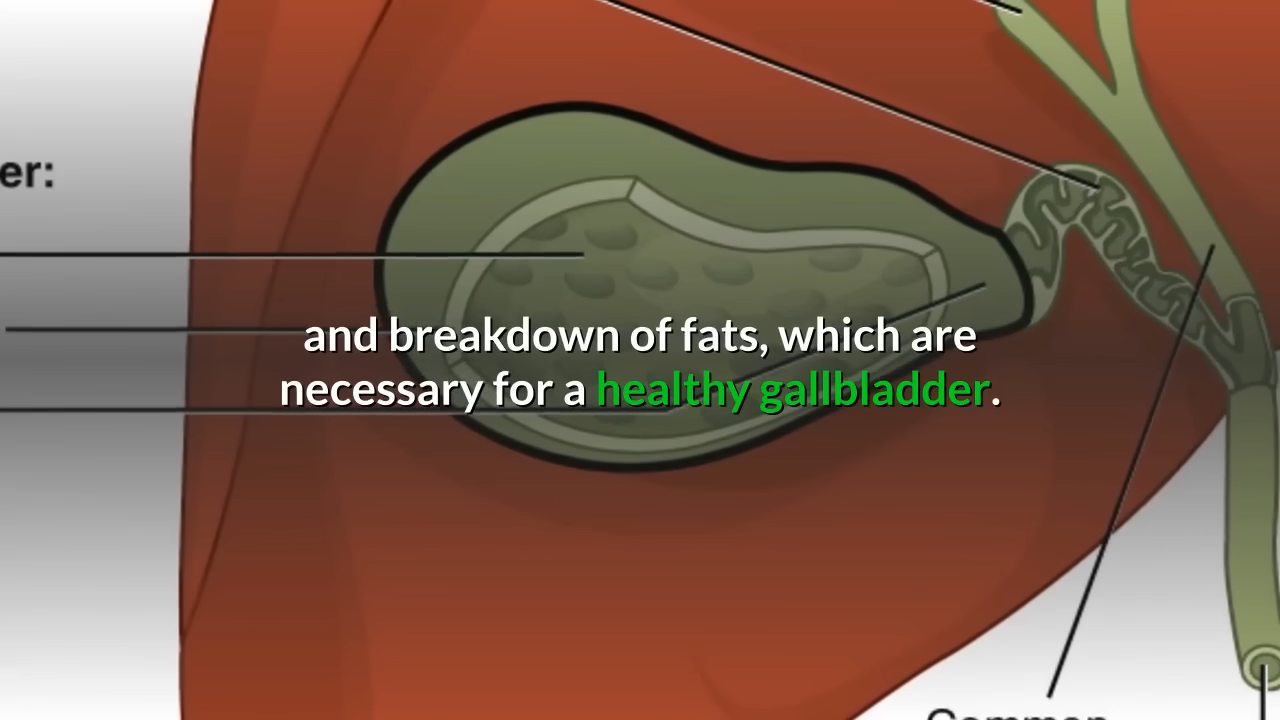 er:
and breakdown of fats, which are
necessary for a healthy gallbladder.
Common